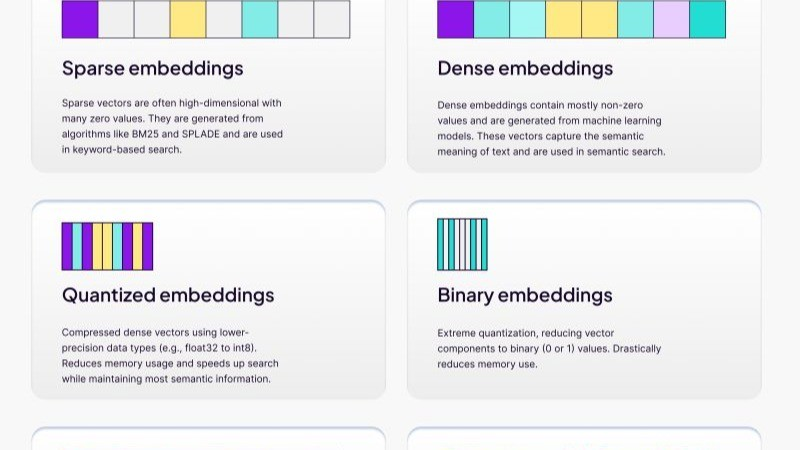 Sparse embeddings
Sparse vectors are often high-dimensional with
many zero values. They are generated from
algorithms like BM25 and SPLADE and are used
in keyword-based search.
Dense embeddings
Dense embeddings contain mostly non-zero
values and are generated from machine learning
models. These vectors capture the semantic
meaning of text and are used in semantic search.
Quantized embeddings
Compressed dense vectors using lower-
precision data types (e.g., float32 to int8).
Reduces memory usage and speeds up search
while maintaining most semantic information.
Binary embeddings
Extreme quantization, reducing vector
components to binary (0 or 1) values. Drastically
reduces memory use.